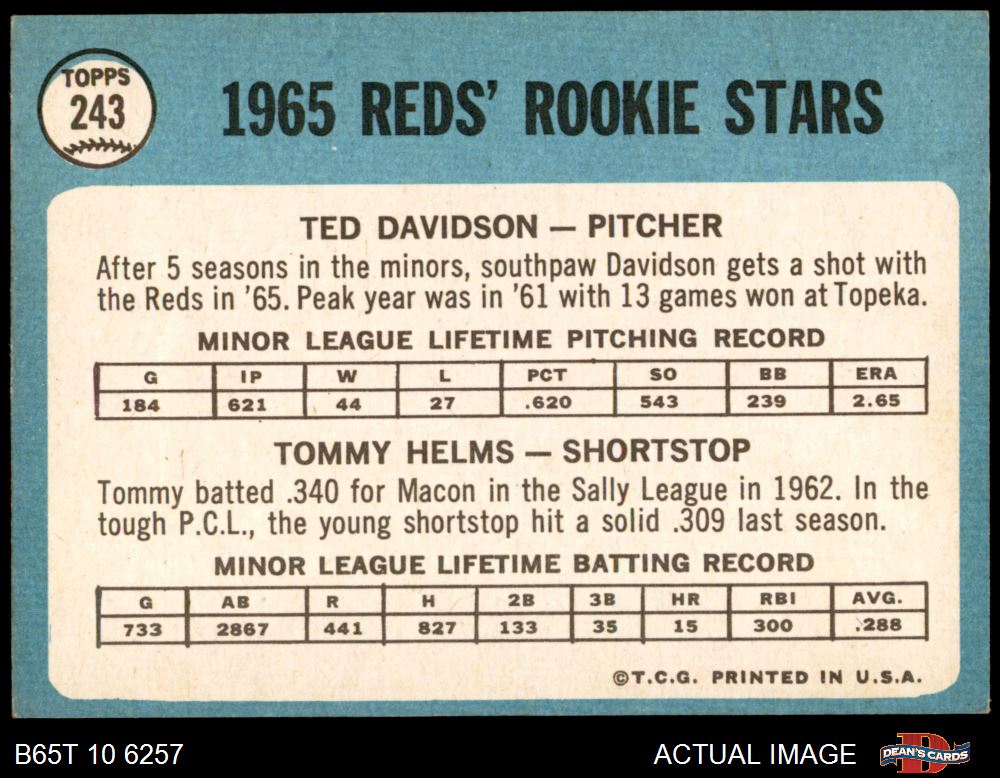 TOPPS
243
1965 REDS' ROOKIE STARS
TED DAVIDSON — PITCHER
After 5 seasons in the minors, southpaw Davidson gets a shot with
the Reds in '65. Peak year was in '61 with 13 games won at Topeka.
MINOR LEAGUE LIFETIME PITCHING RECORD
G IP W L PCT SO BB ERA
184 621 44 27 .620 543 239 2.65
TOMMY HELMS — SHORTSTOP
Tommy batted .340 for Macon in the Sally League in 1962. In the
tough P.C.L., the young shortstop hit a solid .309 last season.
MINOR LEAGUE LIFETIME BATTING RECORD
G AB R H 2B 3B HR RBI AVG.
733 2867 441 827 133 35 15 300 .288
©T.C.G. PRINTED IN U.S.A.
B65T 10 6257
ACTUAL IMAGE
DEAN'S CARDS